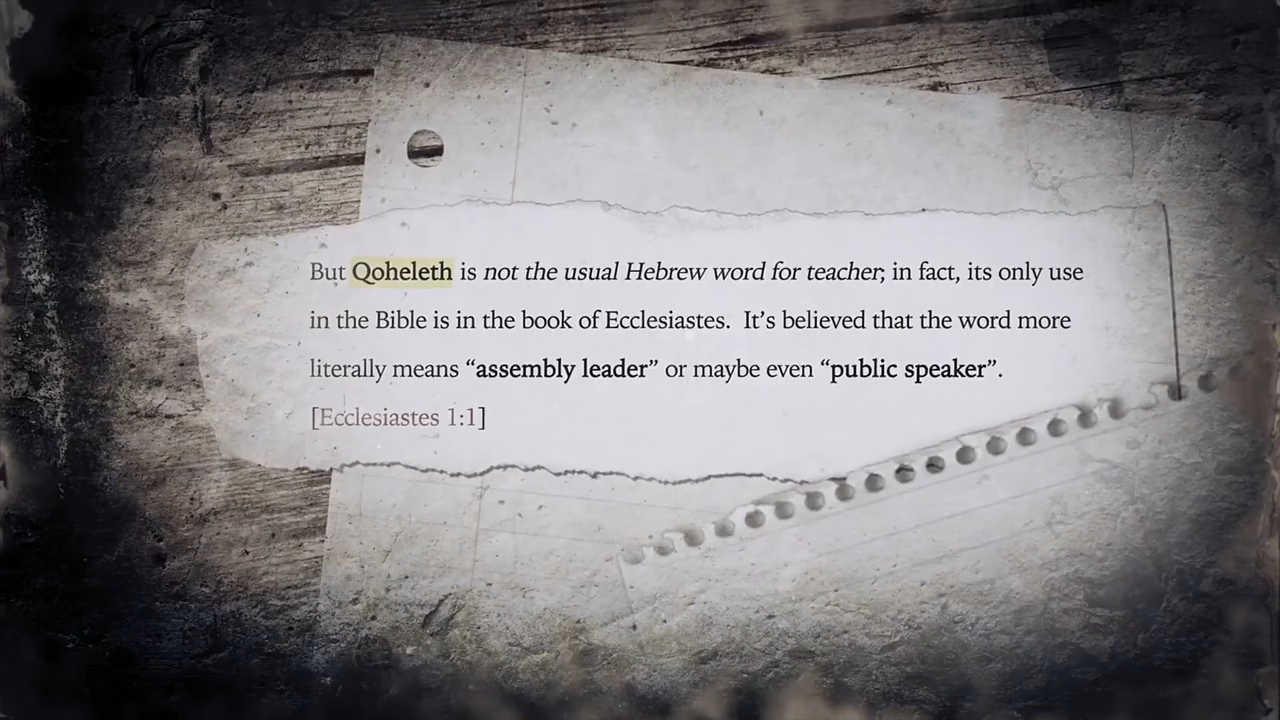 But Qoheleth is not the usual Hebrew word for teacher; in fact, its only use
in the Bible is in the book of Ecclesiastes.  It’s believed that the word more
literally means “assembly leader” or maybe even “public speaker”.
[Ecclesiastes 1:1]